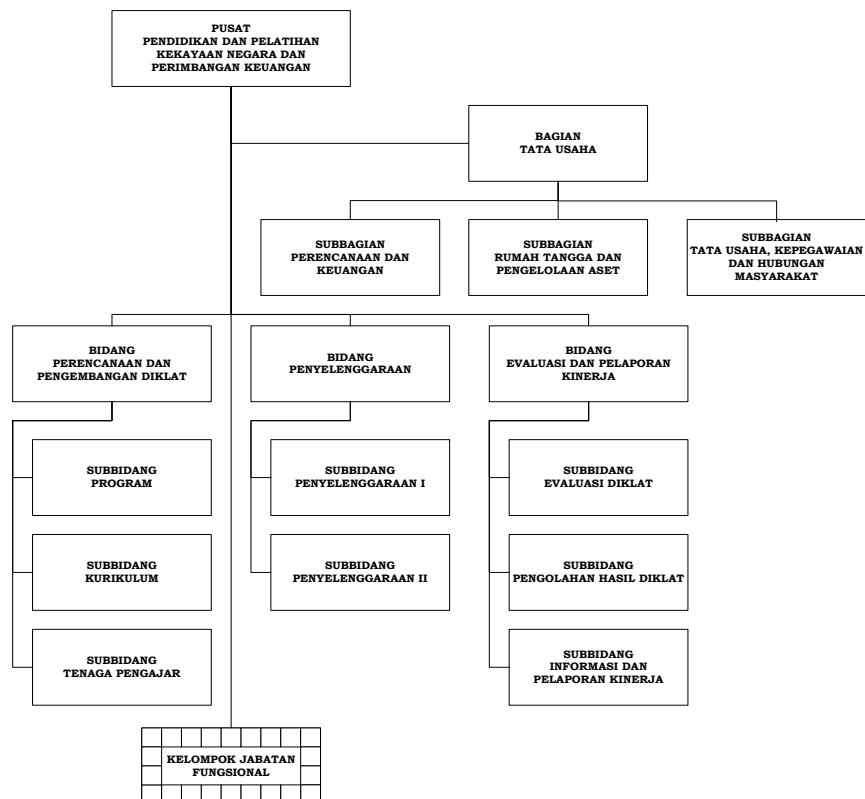 PUSAT
PENDIDIKAN DAN PELATIHAN
KEKAYAAN NEGARA DAN
PERIMBANGAN KEUANGAN
BAGIAN
TATA USAHA
SUBBAGIAN
PERENCANAAN DAN
KEUANGAN
SUBBAGIAN
RUMAH TANGGA DAN
PENGELOLAAN ASET
SUBBAGIAN
TATA USAHA, KEPEGAWAIAN
DAN HUBUNGAN
MASYARAKAT
BIDANG
PERENCANAAN DAN
PENGEMBANGAN DIKLAT
BIDANG
PENYELENGGARAAN
BIDANG
EVALUASI DAN PELAPORAN
KINERJA
SUBBIDANG
PROGRAM
SUBBIDANG
PENYELENGGARAAN I
SUBBIDANG
EVALUASI DIKLAT
SUBBIDANG
KURIKULUM
SUBBIDANG
PENYELENGGARAAN II
SUBBIDANG
PENGOLAHAN HASIL DIKLAT
SUBBIDANG
TENAGA PENGAJAR
SUBBIDANG
INFORMASI DAN
PELAPORAN KINERJA
KELOMPOK JABATAN
FUNGSIONAL